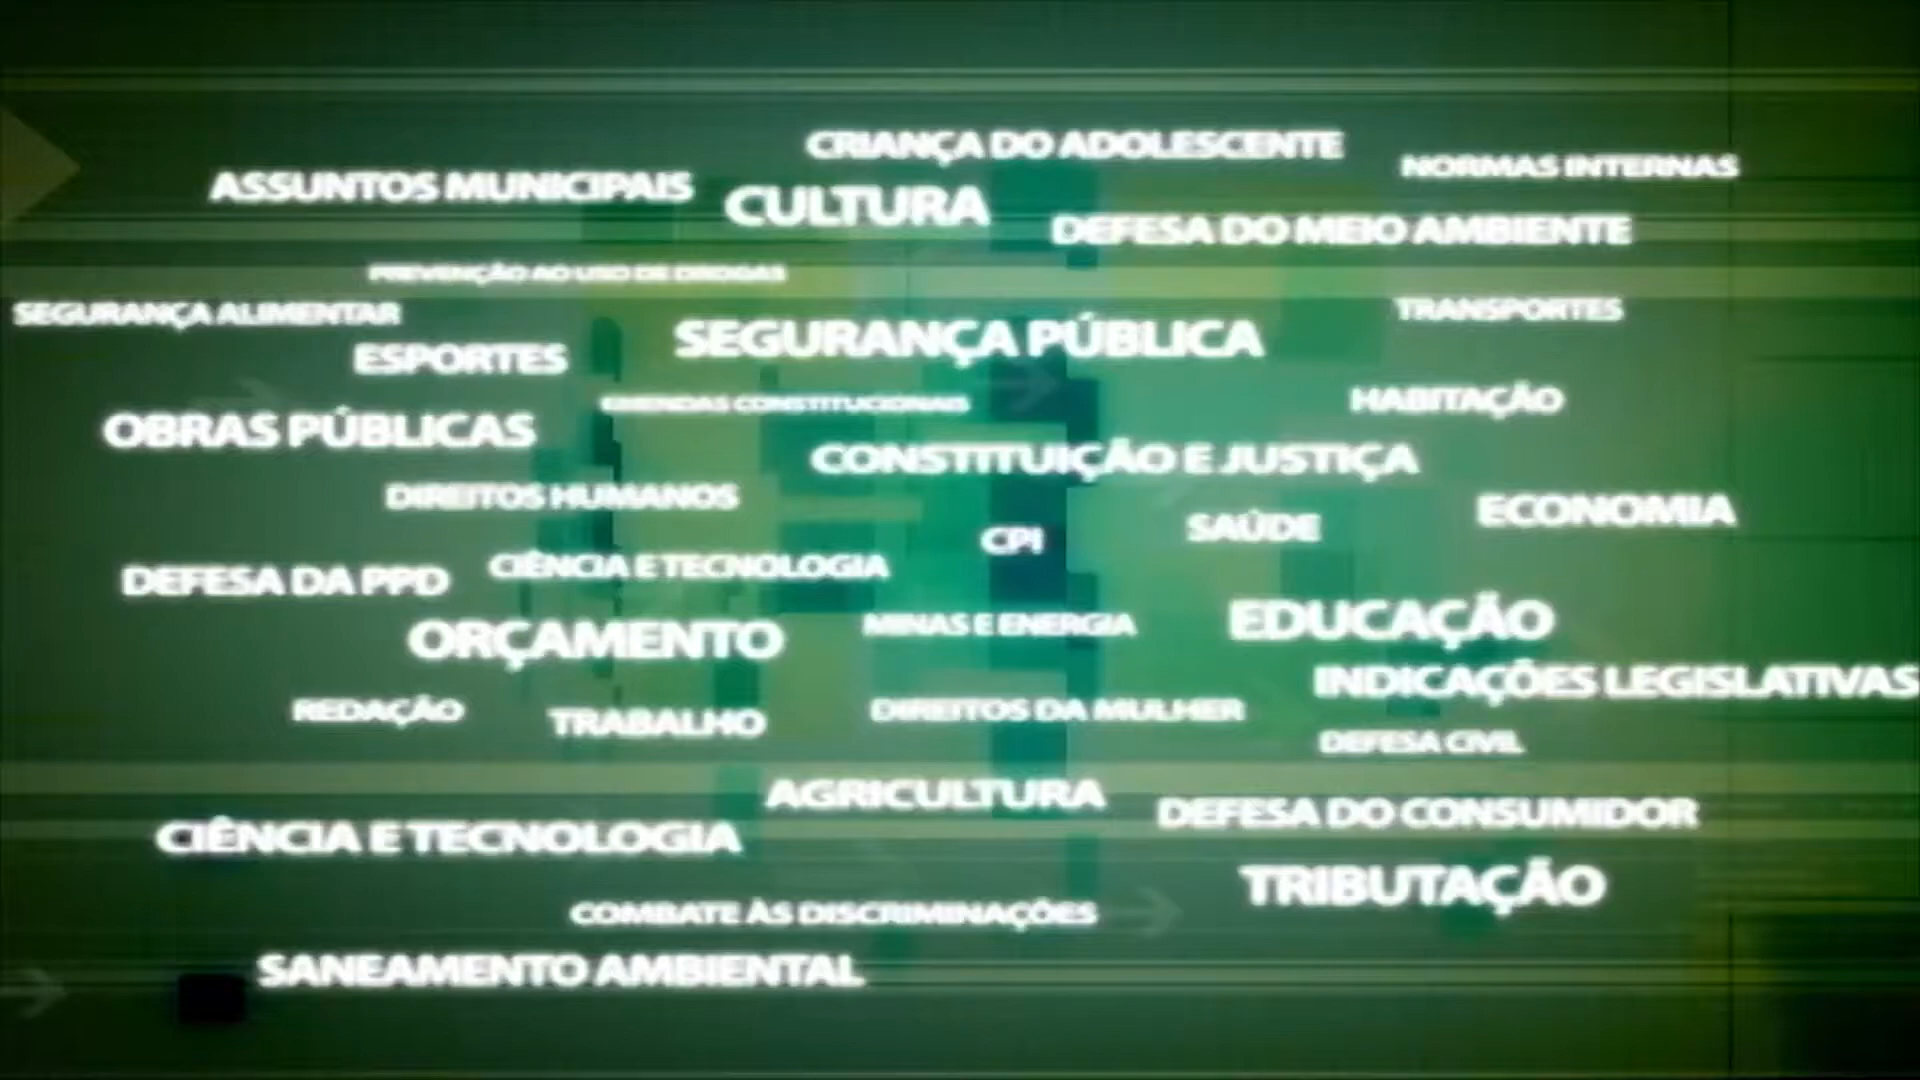 CRIANÇA DO ADOLESCENTE
NORMAS INTERNAS
ASSUNTOS MUNICIPAIS
CULTURA
DEFESA DO MEIO AMBIENTE
PREVENÇÃO AO USO DE DROGAS
SEGURANÇA ALIMENTAR
TRANSPORTES
SEGURANÇA PÚBLICA
ESPORTES
EMENDAS CONSTITUCIONAIS
HABITAÇÃO
OBRAS PÚBLICAS
CONSTITUIÇÃO E JUSTIÇA
DIREITOS HUMANOS
ECONOMIA
SAÚDE
CPI
CIÊNCIA E TECNOLOGIA
DEFESA DA PPD
EDUCAÇÃO
MINAS E ENERGIA
ORÇAMENTO
INDICAÇÕES LEGISLATIVAS
REDAÇÃO
TRABALHO
DIREITOS DA MULHER
DEFESA CIVIL
AGRICULTURA
DEFESA DO CONSUMIDOR
CIÊNCIA E TECNOLOGIA
TRIBUTAÇÃO
COMBATE ÀS DISCRIMINAÇÕES
SANEAMENTO AMBIENTAL